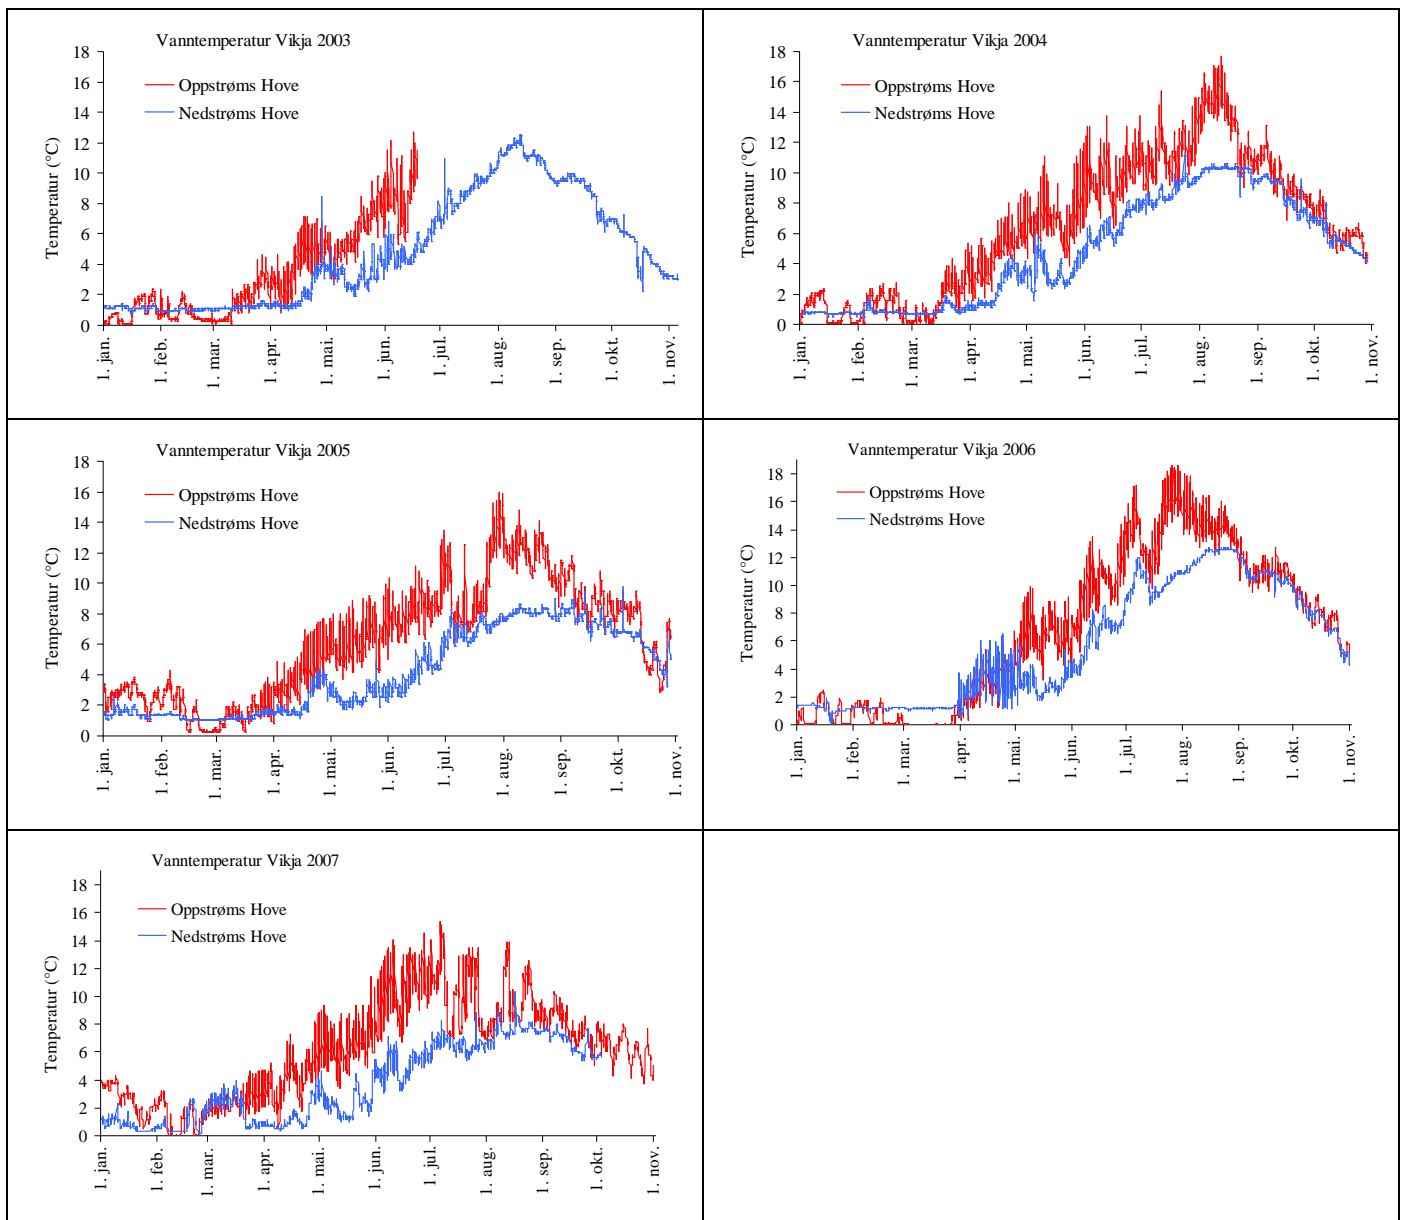 Vanntemperatur Vikja 2003
Oppstrøms Hove
Nedstrøms Hove
Temperatur (°C)
18
16
14
12
10
8
6
4
2
0
1. jan.
1. feb.
1. mar.
1. apr.
1. mai.
1. jun.
1. jul.
1. aug.
1. sep.
1. okt.
1. nov.
Vanntemperatur Vikja 2004
Oppstrøms Hove
Nedstrøms Hove
Temperatur (°C)
18
16
14
12
10
8
6
4
2
0
1. jan.
1. feb.
1. mar.
1. apr.
1. mai.
1. jun.
1. jul.
1. aug.
1. sep.
1. okt.
1. nov.
Vanntemperatur Vikja 2005
Oppstrøms Hove
Nedstrøms Hove
Temperatur (°C)
18
16
14
12
10
8
6
4
2
0
1. jan.
1. feb.
1. mar.
1. apr.
1. mai.
1. jun.
1. jul.
1. aug.
1. sep.
1. okt.
1. nov.
Vanntemperatur Vikja 2006
Oppstrøms Hove
Nedstrøms Hove
Temperatur (°C)
18
16
14
12
10
8
6
4
2
0
1. jan.
1. feb.
1. mar.
1. apr.
1. mai.
1. jun.
1. jul.
1. aug.
1. sep.
1. okt.
1. nov.
Vanntemperatur Vikja 2007
Oppstrøms Hove
Nedstrøms Hove
Temperatur (°C)
18
16
14
12
10
8
6
4
2
0
1. jan.
1. feb.
1. mar.
1. apr.
1. mai.
1. jun.
1. jul.
1. aug.
1. sep.
1. okt.
1. nov.